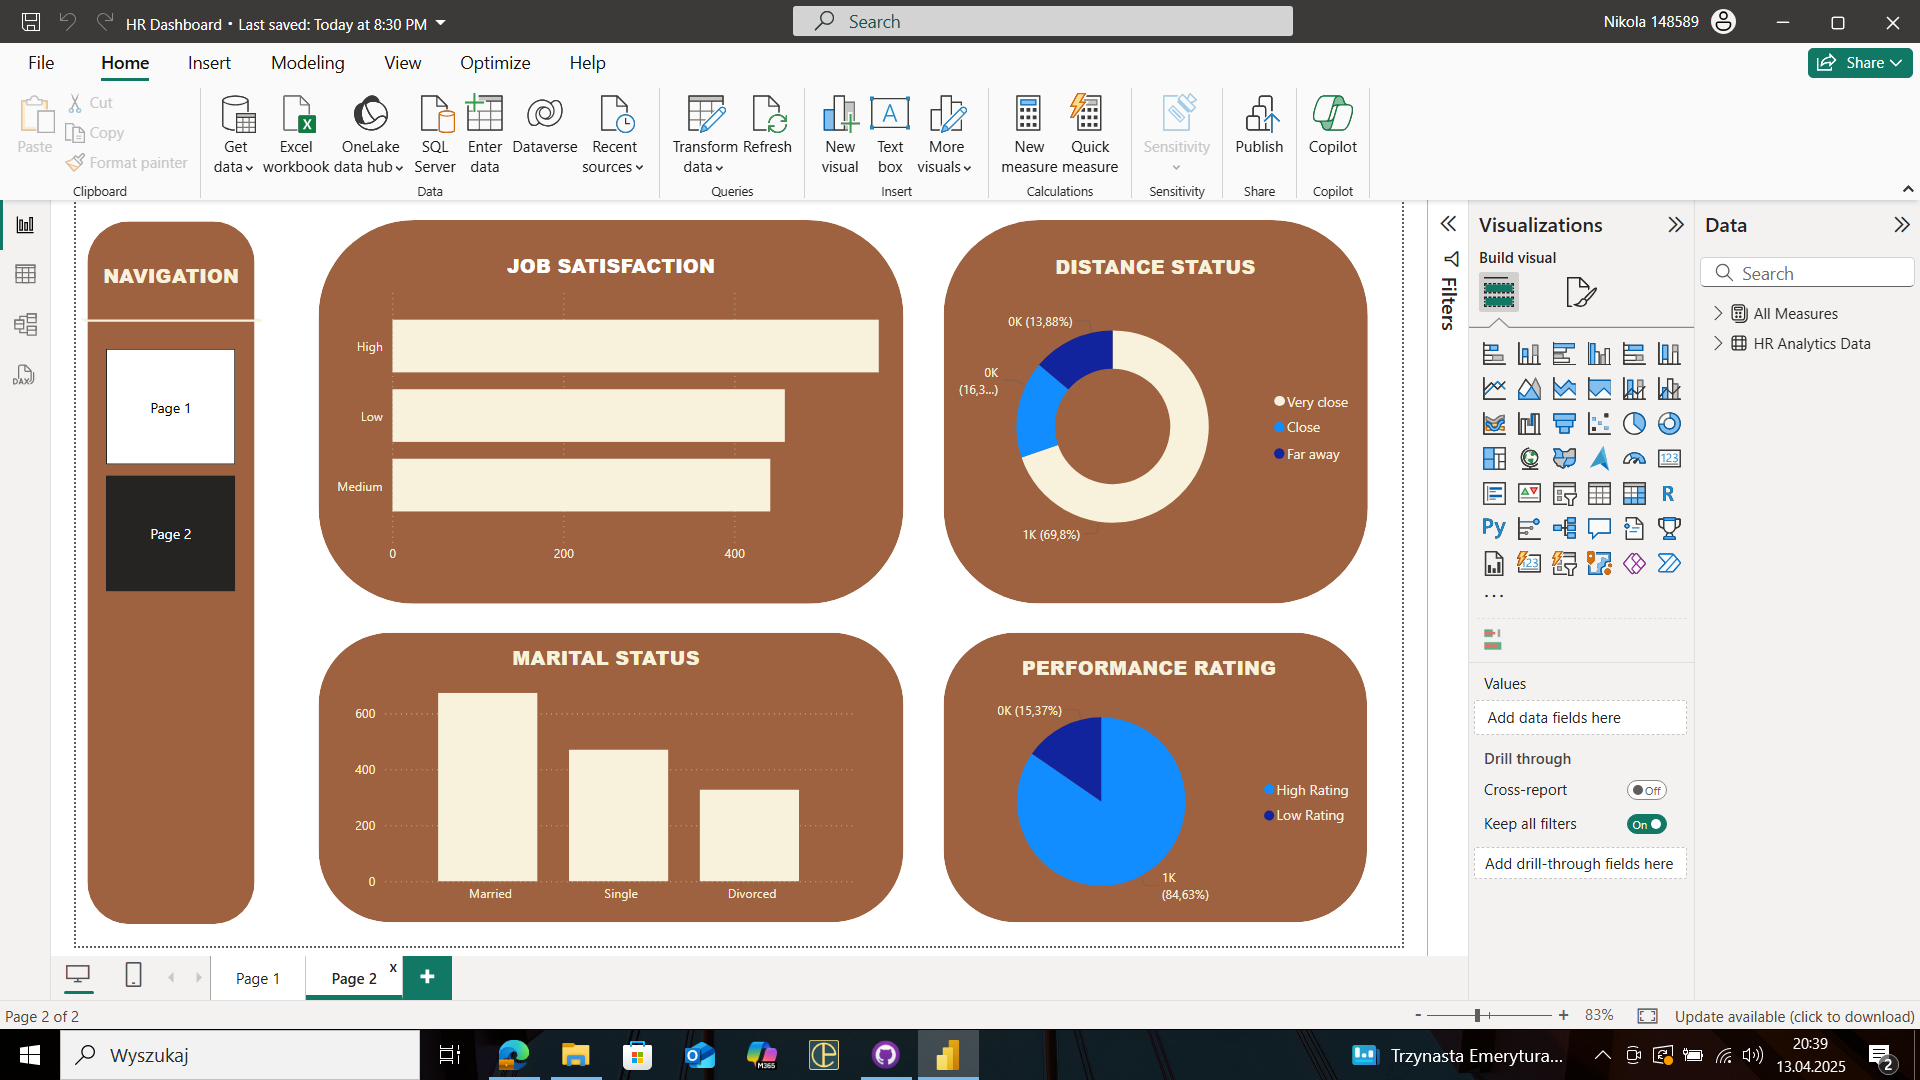 HR Dashboard • Last saved: Today at 8:30 PM
Search
Nikola 148589
File
Home
Insert
Modeling
View
Optimize
Help
Share
Paste
Cut
Copy
Format painter
Clipboard
Get data
Excel workbook
OneLake data hub
SQL Server
Enter data
Dataverse
Recent sources
Data
Transform data
Refresh
Queries
New visual
Text box
More visuals
Insert
New measure
Quick measure
Calculations
Sensitivity
Sensitivity
Publish
Share
Copilot
Copilot
NAVIGATION
Page 1
Page 2
JOB SATISFACTION
High
Low
Medium
0
200
400
DISTANCE STATUS
0K (13,88%)
0K
(16,3...)
1K (69,8%)
Very close
Close
Far away
MARITAL STATUS
600
400
200
0
Married
Single
Divorced
PERFORMANCE RATING
0K (15,37%)
1K
(84,63%)
High Rating
Low Rating
Filters
Visualizations
Build visual
123
R
Py
123
...
Values
Add data fields here
Drill through
Cross-report
Off
Keep all filters
On
Add drill-through fields here
Data
Search
All Measures
HR Analytics Data
DAX
Page 1
Page 2
x
+
Page 2 of 2
- + 83%
Update available (click to download)
Wyszukaj
M365
Trzynasta Emerytura...
20:39
13.04.2025
2